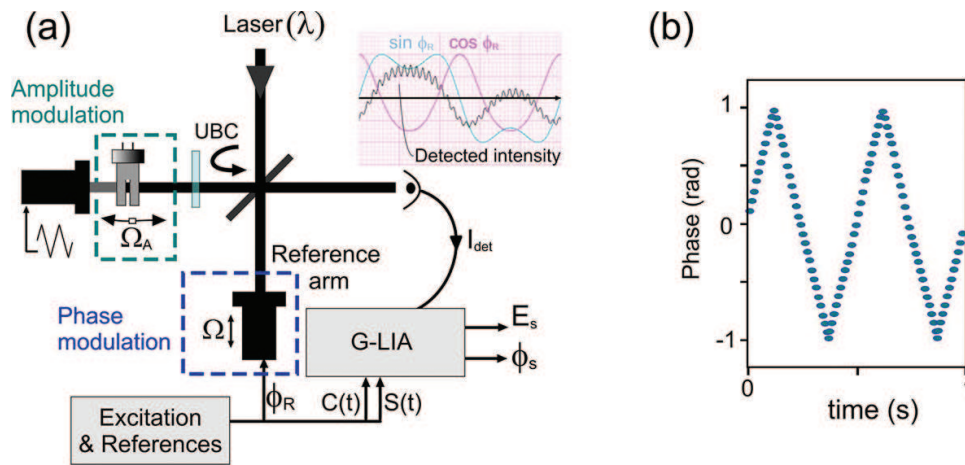 (a)
Laser(λ)
sin ϕR
cos ϕR
Detected intensity
Amplitude
modulation
UBC
ΩA
Idet
Reference
arm
Phase
modulation
Ω
G-LIA
Es
ϕs
ϕR
C(t)
S(t)
Excitation
& References
(b)
Phase (rad)
1
0
-1
0
time (s)